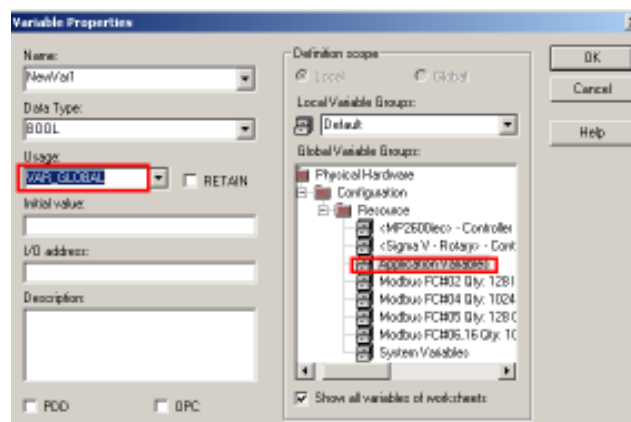 Variable Properties
Name:
NewVar1
Data Type:
BOOL
Usage:
VAR_GLOBAL
RETAIN
Initial value:
I/O address:
Description:
PDD
OPC
Definition scope
Local
Global
Local Variable Groups:
Default
Global Variable Groups:
Physical Hardware
Configuration
Resource
<MP2600iec> - Controller
<Sigma V - Rotary> - Cont
Application Variables
Modbus FC#02 Qty: 128 I
Modbus FC#04 Qty: 1024
Modbus FC#05 Qty: 128 C
Modbus FC#06,16 Qty: 10
System Variables
Show all variables of worksheets
OK
Cancel
Help